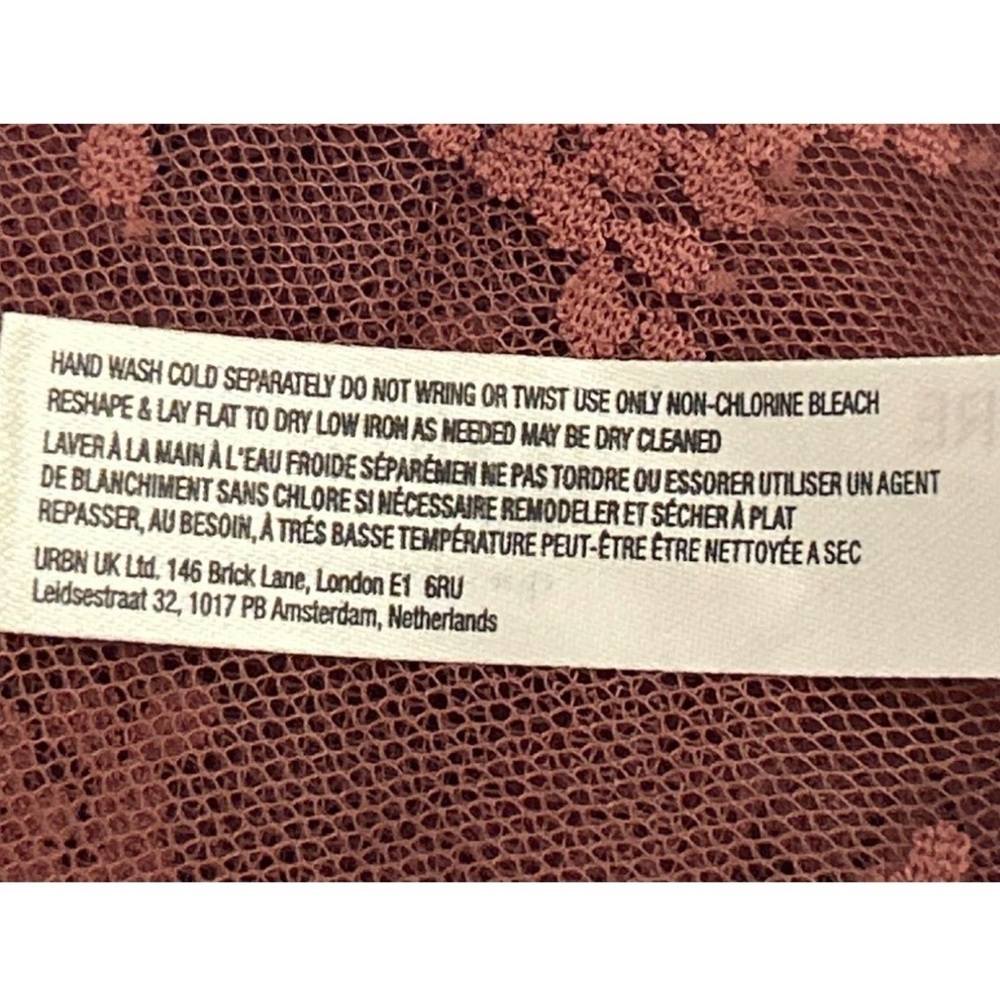 HAND WASH COLD SEPARATELY DO NOT WRING OR TWIST USE ONLY NON-CHLORINE BLEACH
RESHAPE & LAY FLAT TO DRY LOW IRON AS NEEDED MAY BE DRY CLEANED
LAVER À LA MAIN À L'EAU FROIDE SÉPARÉMEN NE PAS TORDRE OU ESSORER UTILISER UN AGENT
DE BLANCHIMENT SANS CHLORE SI NÉCESSAIRE REMODELER ET SÉCHER À PLAT
REPASSER, AU BESOIN, À TRÉS BASSE TEMPÉRATURE PEUT-ÊTRE ÊTRE NETTOYÉE A SEC
URBN UK Ltd. 146 Brick Lane, London E1 6RU
Leidsestraat 32, 1017 PB Amsterdam, Netherlands